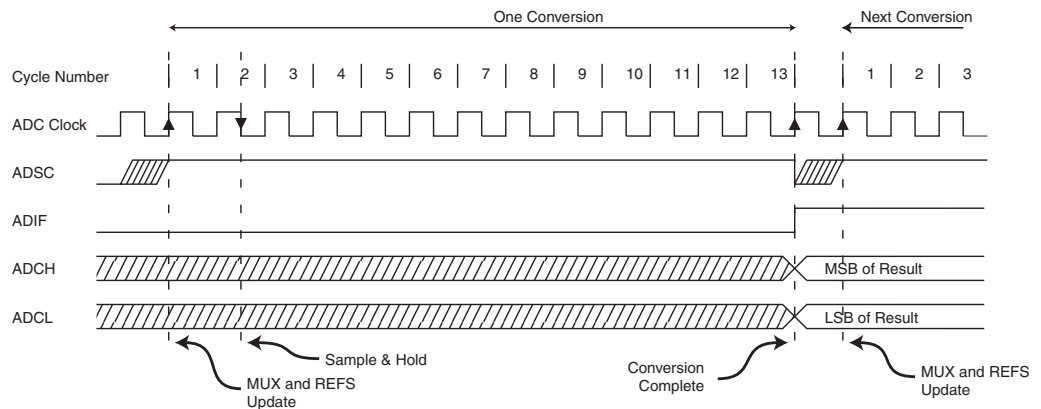 One Conversion
Next Conversion
Cycle Number 1 2 3 4 5 6 7 8 9 10 11 12 13 1 2 3
ADC Clock
ADSC
ADIF
ADCH
MSB of Result
ADCL
LSB of Result
Sample & Hold
MUX and REFS
Update
Conversion
Complete
MUX and REFS
Update